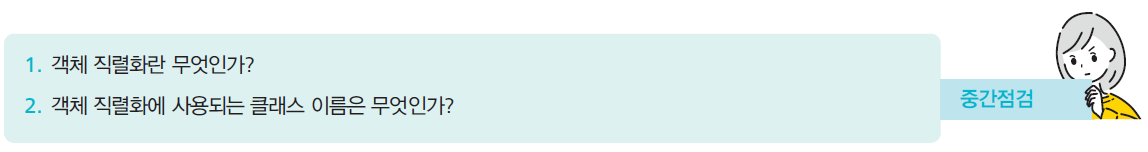 1. 객체 직렬화란 무엇인가?
2. 객체 직렬화에 사용되는 클래스 이름은 무엇인가?
중간점검